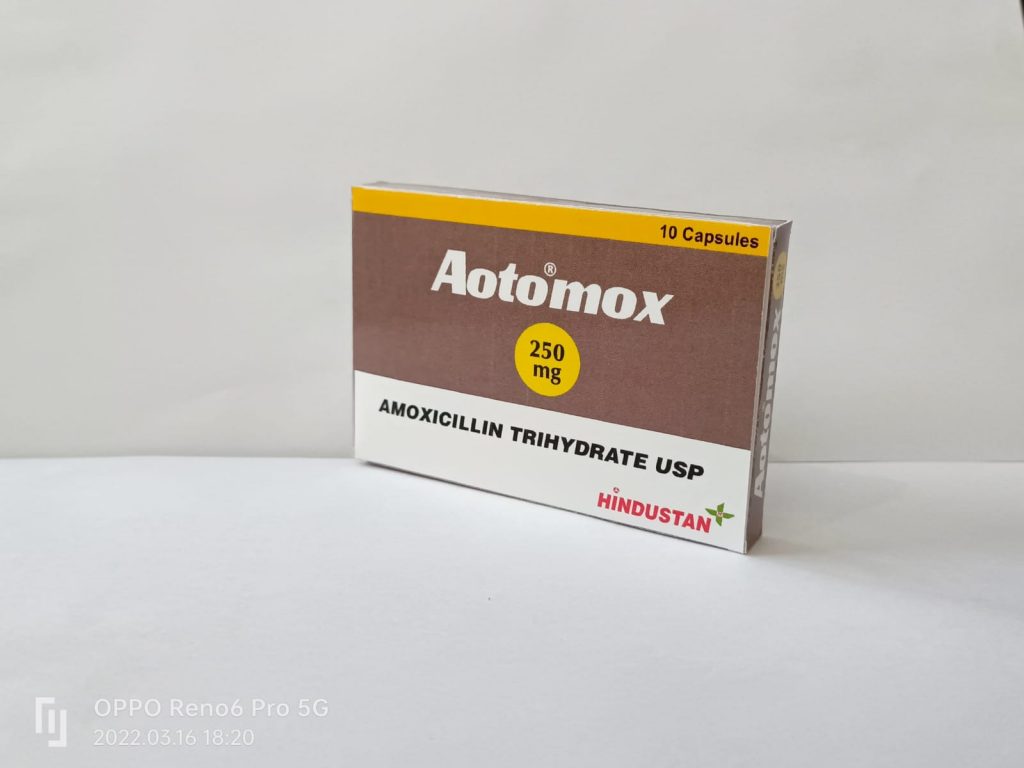 10 Capsules
Aotomox®
250
mg
AMOXICILLIN TRIHYDRATE USP
HINDUSTAN
Aotomox
OPPO Reno6 Pro 5G
2022.03.16 18:20